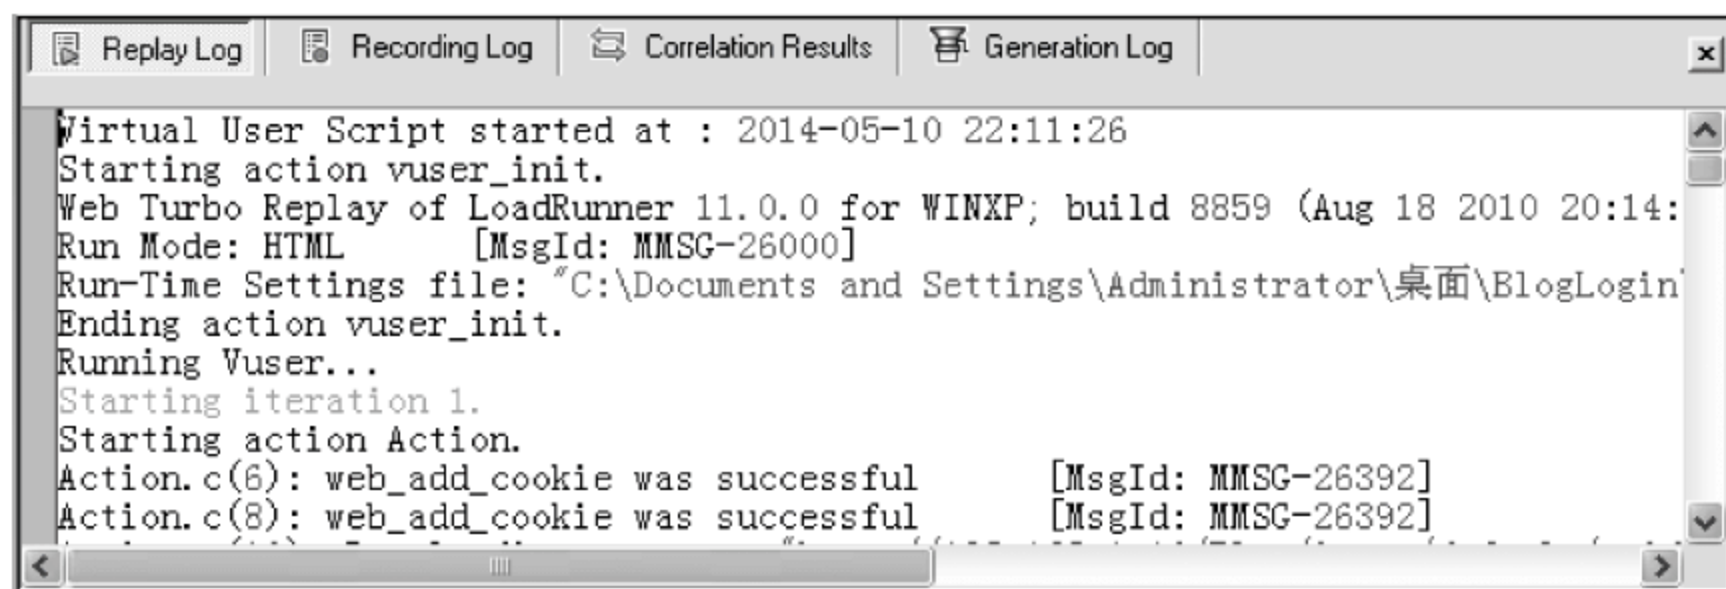 Replay Log Recording Log Correlation Results Generation Log
Virtual User Script started at : 2014-05-10 22:11:26
Starting action vuser_init.
Web Turbo Replay of LoadRunner 11.0.0 for WINXP; build 8859 (Aug 18 2010 20:14:
Run Mode: HTML [MsgId: MMSG-26000]
Run-Time Settings file: "C:\Documents and Settings\Administrator\桌面\BlogLogin
Ending action vuser_init.
Running Vuser...
Starting iteration 1.
Starting action Action.
Action.c(6): web_add_cookie was successful [MsgId: MMSG-26392]
Action.c(8): web_add_cookie was successful [MsgId: MMSG-26392]